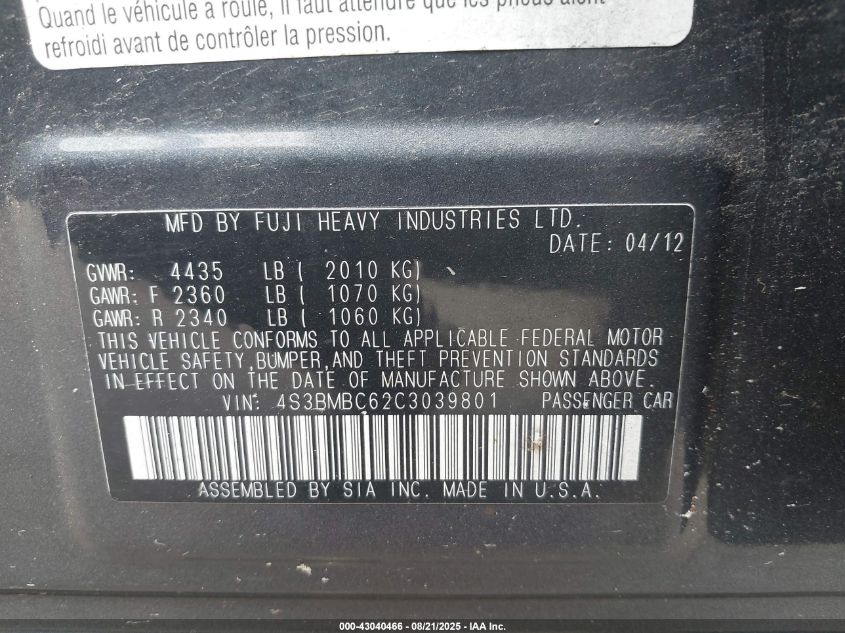 Quand le véhicule a roulé, il faut attendre que les pneus aient
refroidi avant de contrôler la pression.
MFD BY FUJI HEAVY INDUSTRIES LTD.
DATE: 04/12
GVWR: 4435 LB ( 2010 KG)
GAWR: F 2360 LB ( 1070 KG)
GAWR: R 2340 LB ( 1060 KG)
THIS VEHICLE CONFORMS TO ALL APPLICABLE FEDERAL MOTOR
VEHICLE SAFETY,BUMPER,AND THEFT PREVENTION STANDARDS
IN EFFECT ON THE DATE OF MANUFACTURE SHOWN ABOVE.
VIN: 4S3BMBC62C3039801 PASSENGER CAR
ASSEMBLED BY SIA INC. MADE IN U.S.A.
000-43040466 - 08/21/2025 - IAA Inc.